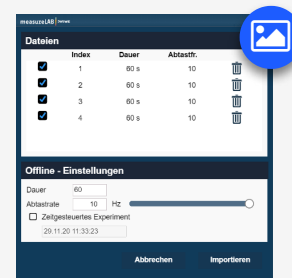 measureLAB
Dateien
Index Dauer Abtastfr.
1 60 s 10
2 60 s 10
3 60 s 10
4 60 s 10
Offline - Einstellungen
Dauer 60
Abtastrate 10 Hz
Zeitgesteuertes Experiment
29.11.20 11:33:23
Abbrechen Importieren